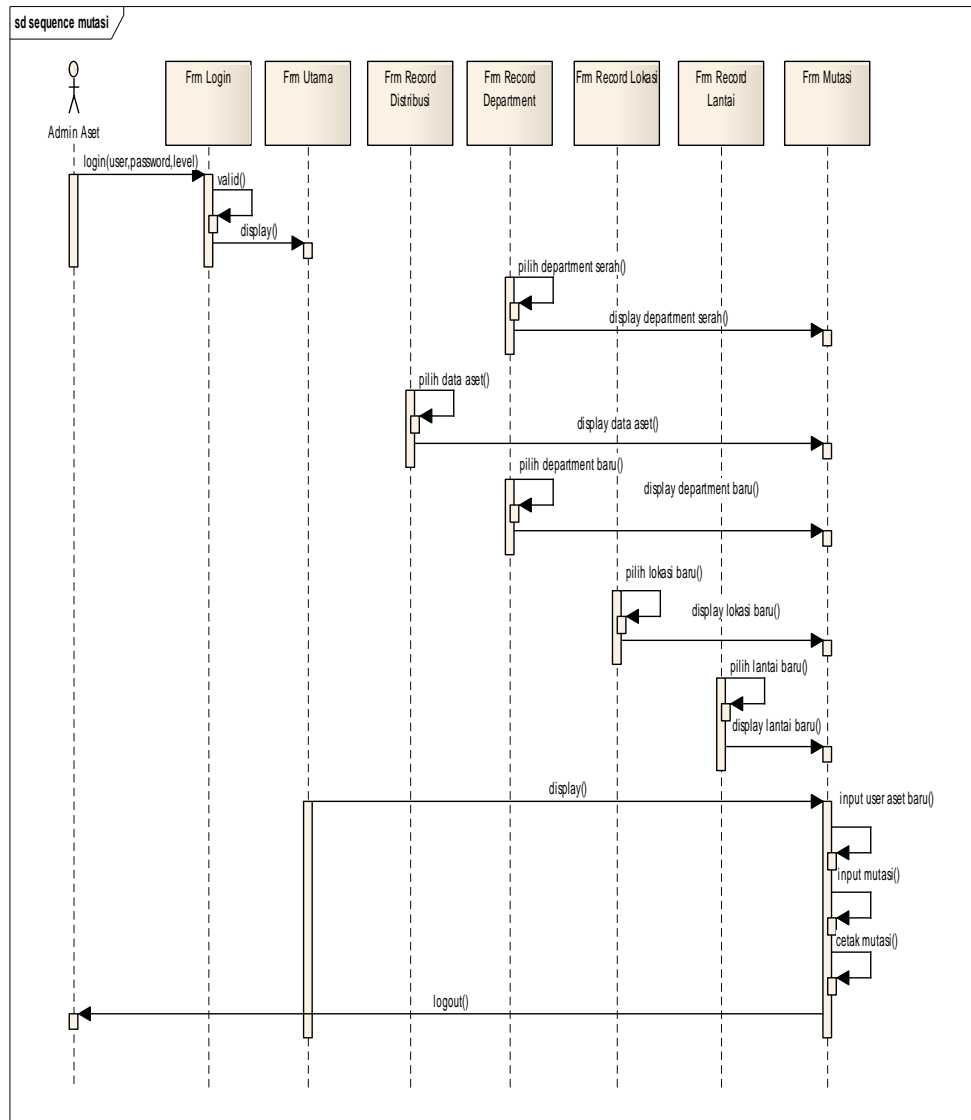 sd sequence mutasi
Admin Aset
Frm Login
Frm Utama
Frm Record
Distribusi
Frm Record
Department
Frm Record Lokasi
Frm Record
Lantai
Frm Mutasi
login(user,password,level)
valid()
display()
pilih department serah()
display department serah()
pilih data aset()
display data aset()
pilih department baru()
display department baru()
pilih lokasi baru()
display lokasi baru()
pilih lantai baru()
display lantai baru()
display()
input user aset baru()
input mutasi()
cetak mutasi()
logout()